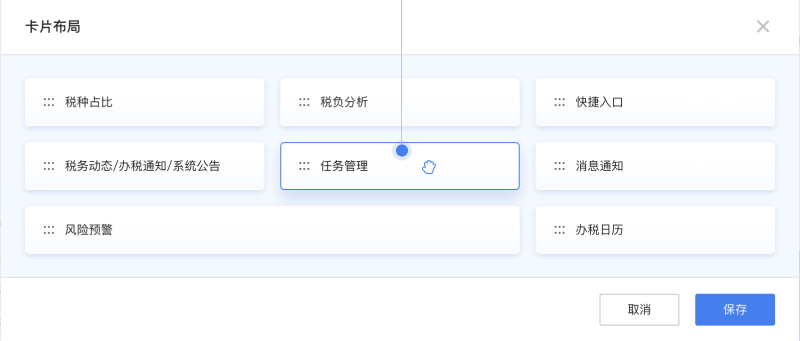 卡片布局
税种占比
税负分析
快捷入口
税务动态/办税通知/系统公告
任务管理
消息通知
风险预警
办税日历
取消
保存